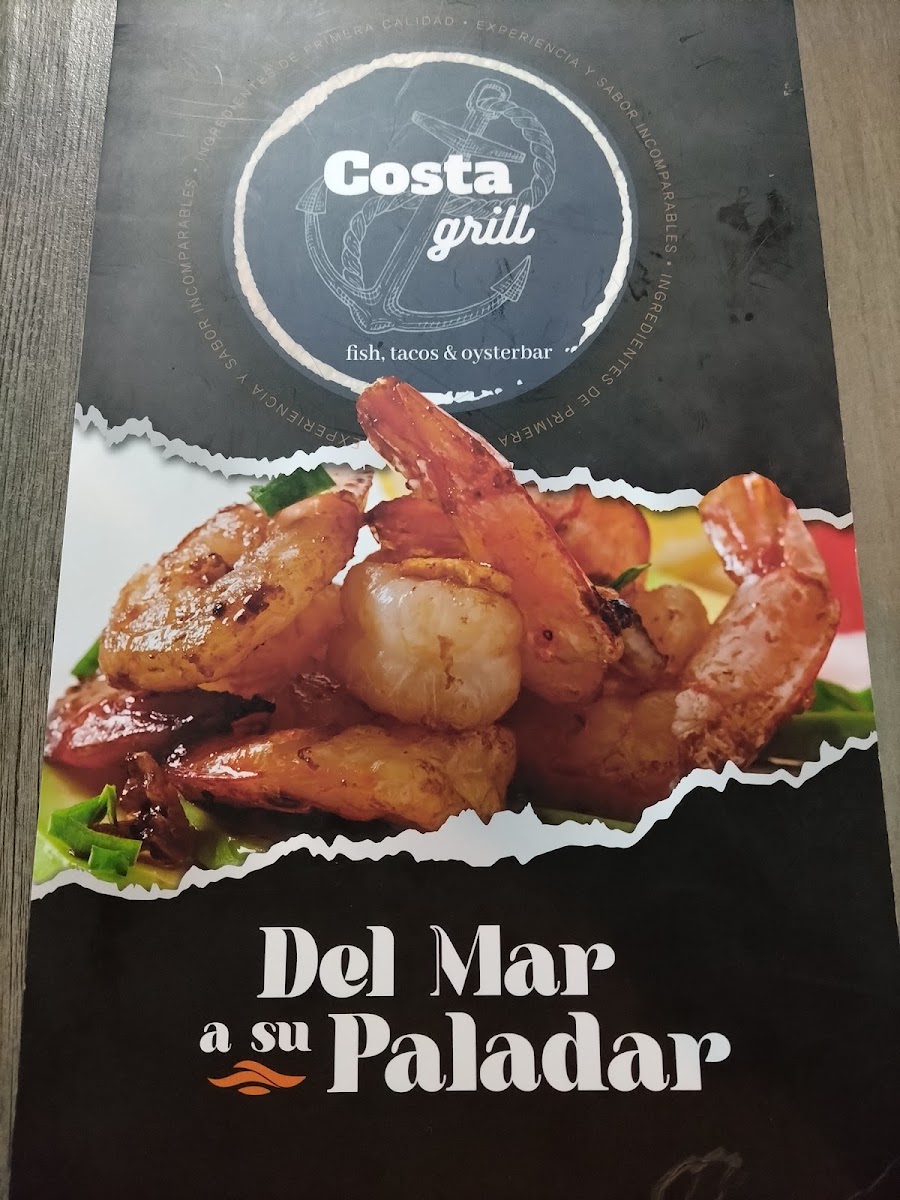 INGREDIENTES DE PRIMERA CALIDAD • EXPERIENCIA Y SABOR INCOMPARABLES • INGREDIENTES DE PRIMERA
EXPERIENCIA Y SABOR INCOMPARABLES •
Costa
grill
fish, tacos & oysterbar
Del Mar
a su Paladar